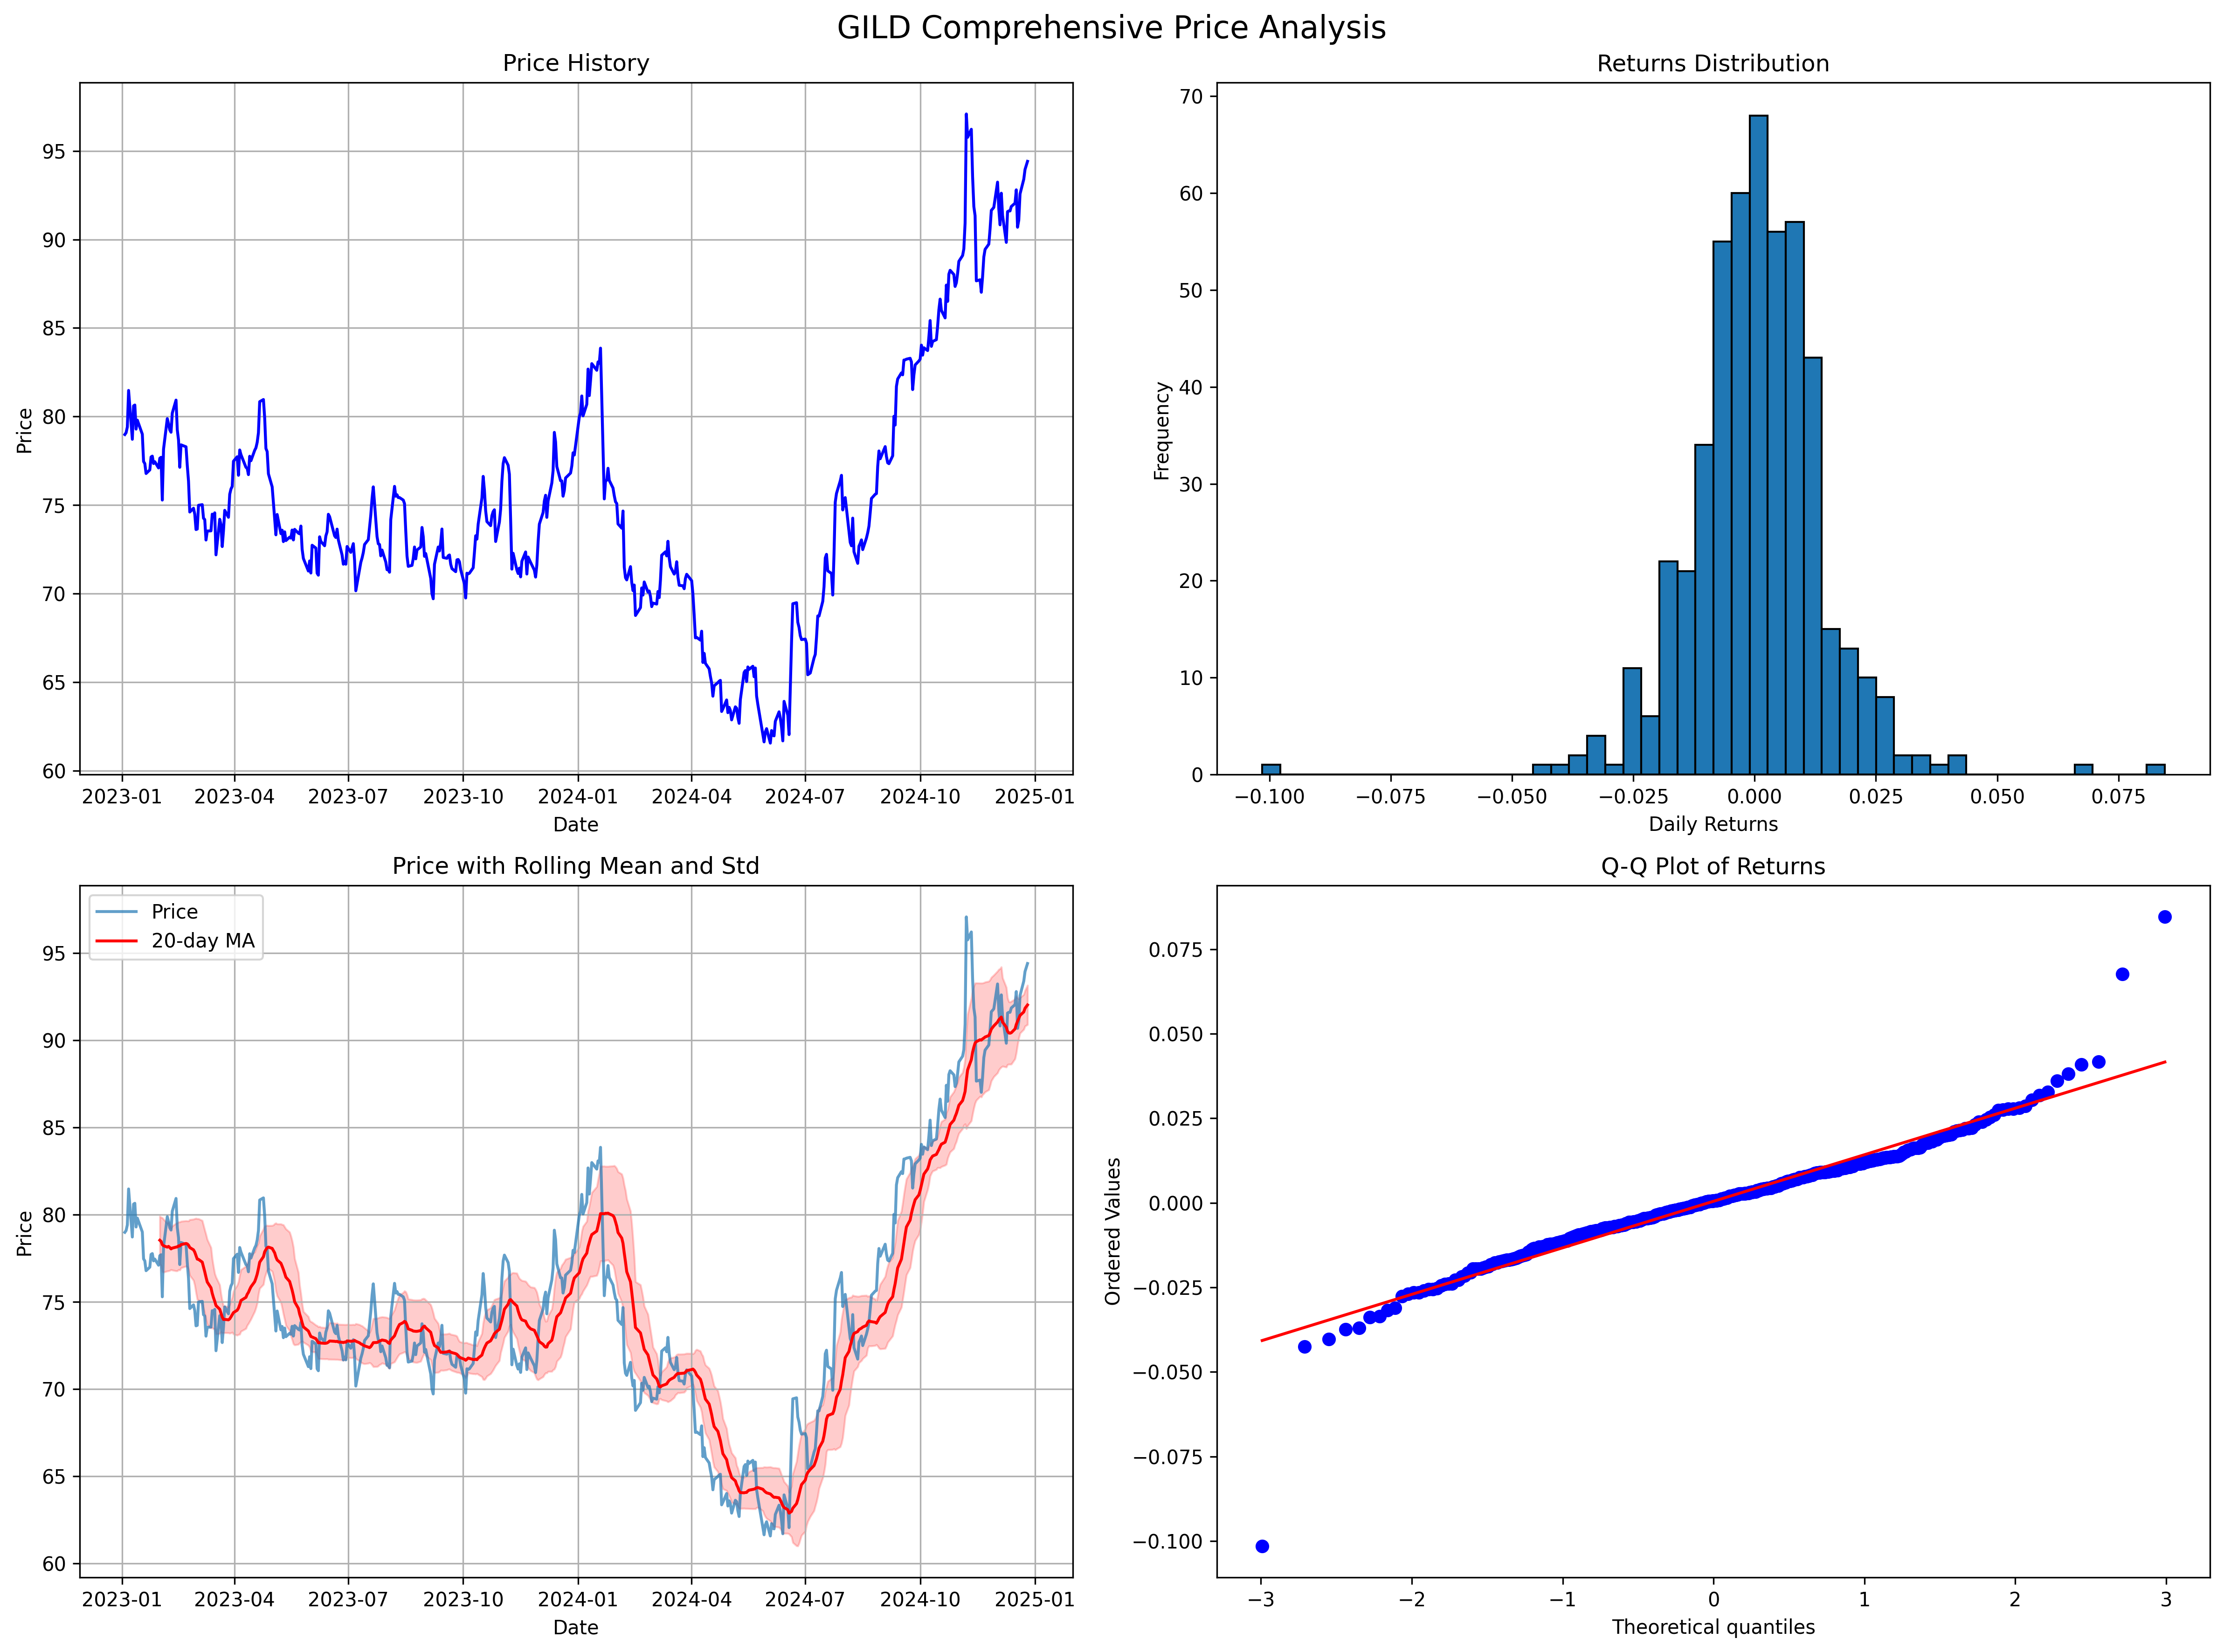 GILD Comprehensive Price Analysis
Price History
Price
95
90
85
80
75
70
65
60
2023-01 2023-04 2023-07 2023-10 2024-01 2024-04 2024-07 2024-10 2025-01
Date
Returns Distribution
Frequency
70
60
50
40
30
20
10
0
−0.100 −0.075 −0.050 −0.025 0.000 0.025 0.050 0.075
Daily Returns
Price with Rolling Mean and Std
Price
20-day MA
Price
95
90
85
80
75
70
65
60
2023-01 2023-04 2023-07 2023-10 2024-01 2024-04 2024-07 2024-10 2025-01
Date
Q-Q Plot of Returns
Ordered Values
0.075
0.050
0.025
0.000
−0.025
−0.050
−0.075
−0.100
−3 −2 −1 0 1 2 3
Theoretical quantiles